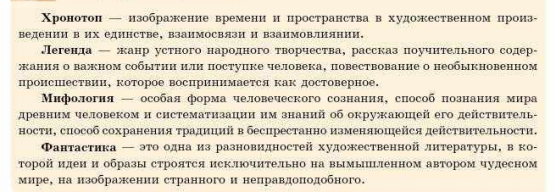 Хронотоп — изображение времени и пространства в художественном произ-
ведении в их единстве, взаимосвязи и взаимовлиянии.
Легенда — жанр устного народного творчества, рассказ поучительного содер-
жания о важном событии или поступке человека, повествование о необыкновенном
происшествии, которое воспринимается как достоверное.
Мифология — особая форма человеческого сознания, способ познания мира
древним человеком и систематизации им знаний об окружающей его действитель-
ности, способ сохранения традиций в беспрестанно изменяющейся действительности.
Фантастика — это одна из разновидностей художественной литературы, в ко-
торой идеи и образы строятся исключительно на вымышленном автором чудесном
мире, на изображении странного и неправдоподобного.